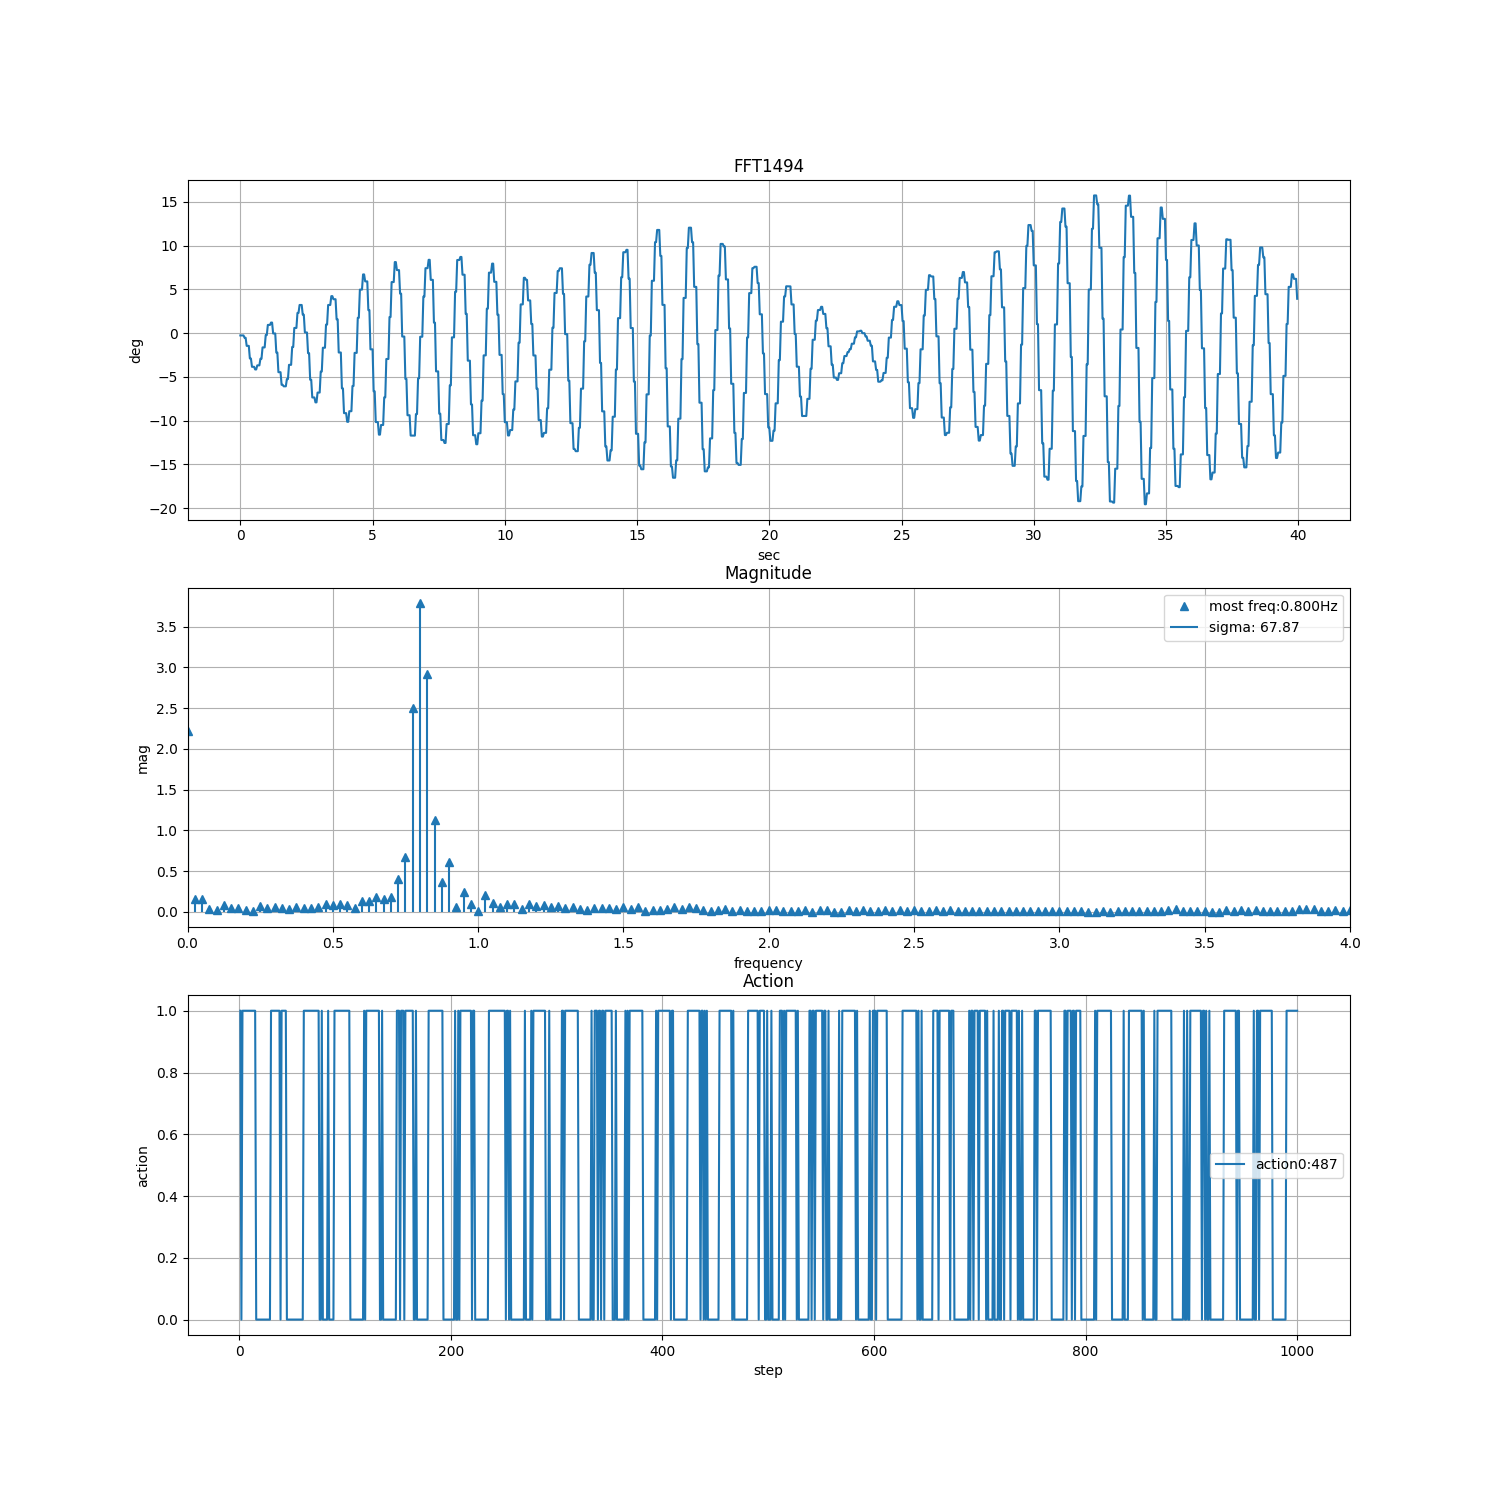 FFT1494
15
10
5
0
−5
−10
−15
−20
deg
0 5 10 15 20 25 30 35 40
sec
Magnitude
most freq:0.800Hz
sigma: 67.87
3.5
3.0
2.5
2.0
1.5
1.0
0.5
0.0
mag
0.0 0.5 1.0 1.5 2.0 2.5 3.0 3.5 4.0
frequency
Action
1.0
0.8
0.6
0.4
0.2
0.0
action
action0:487
0 200 400 600 800 1000
step